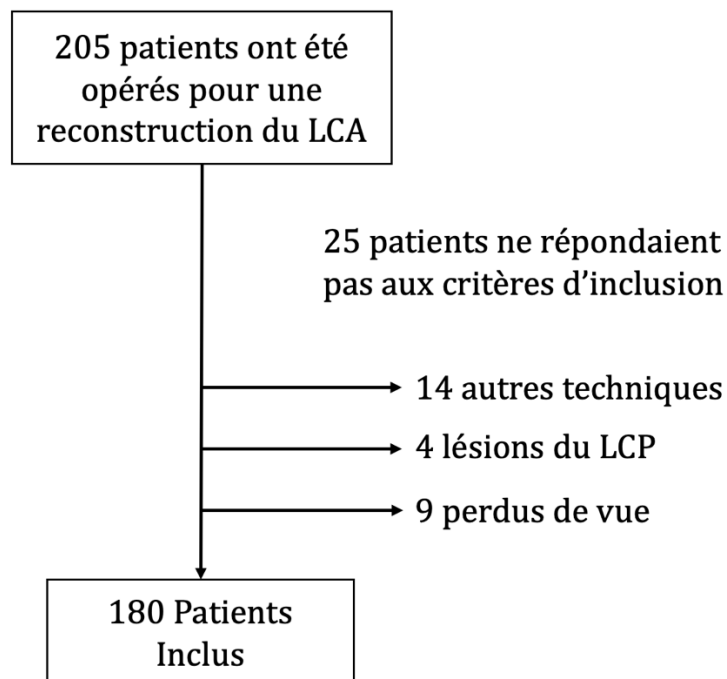 205 patients ont été
opérés pour une
reconstruction du LCA
25 patients ne répondaient
pas aux critères d’inclusion
14 autres techniques
4 lésions du LCP
9 perdus de vue
180 Patients
Inclus